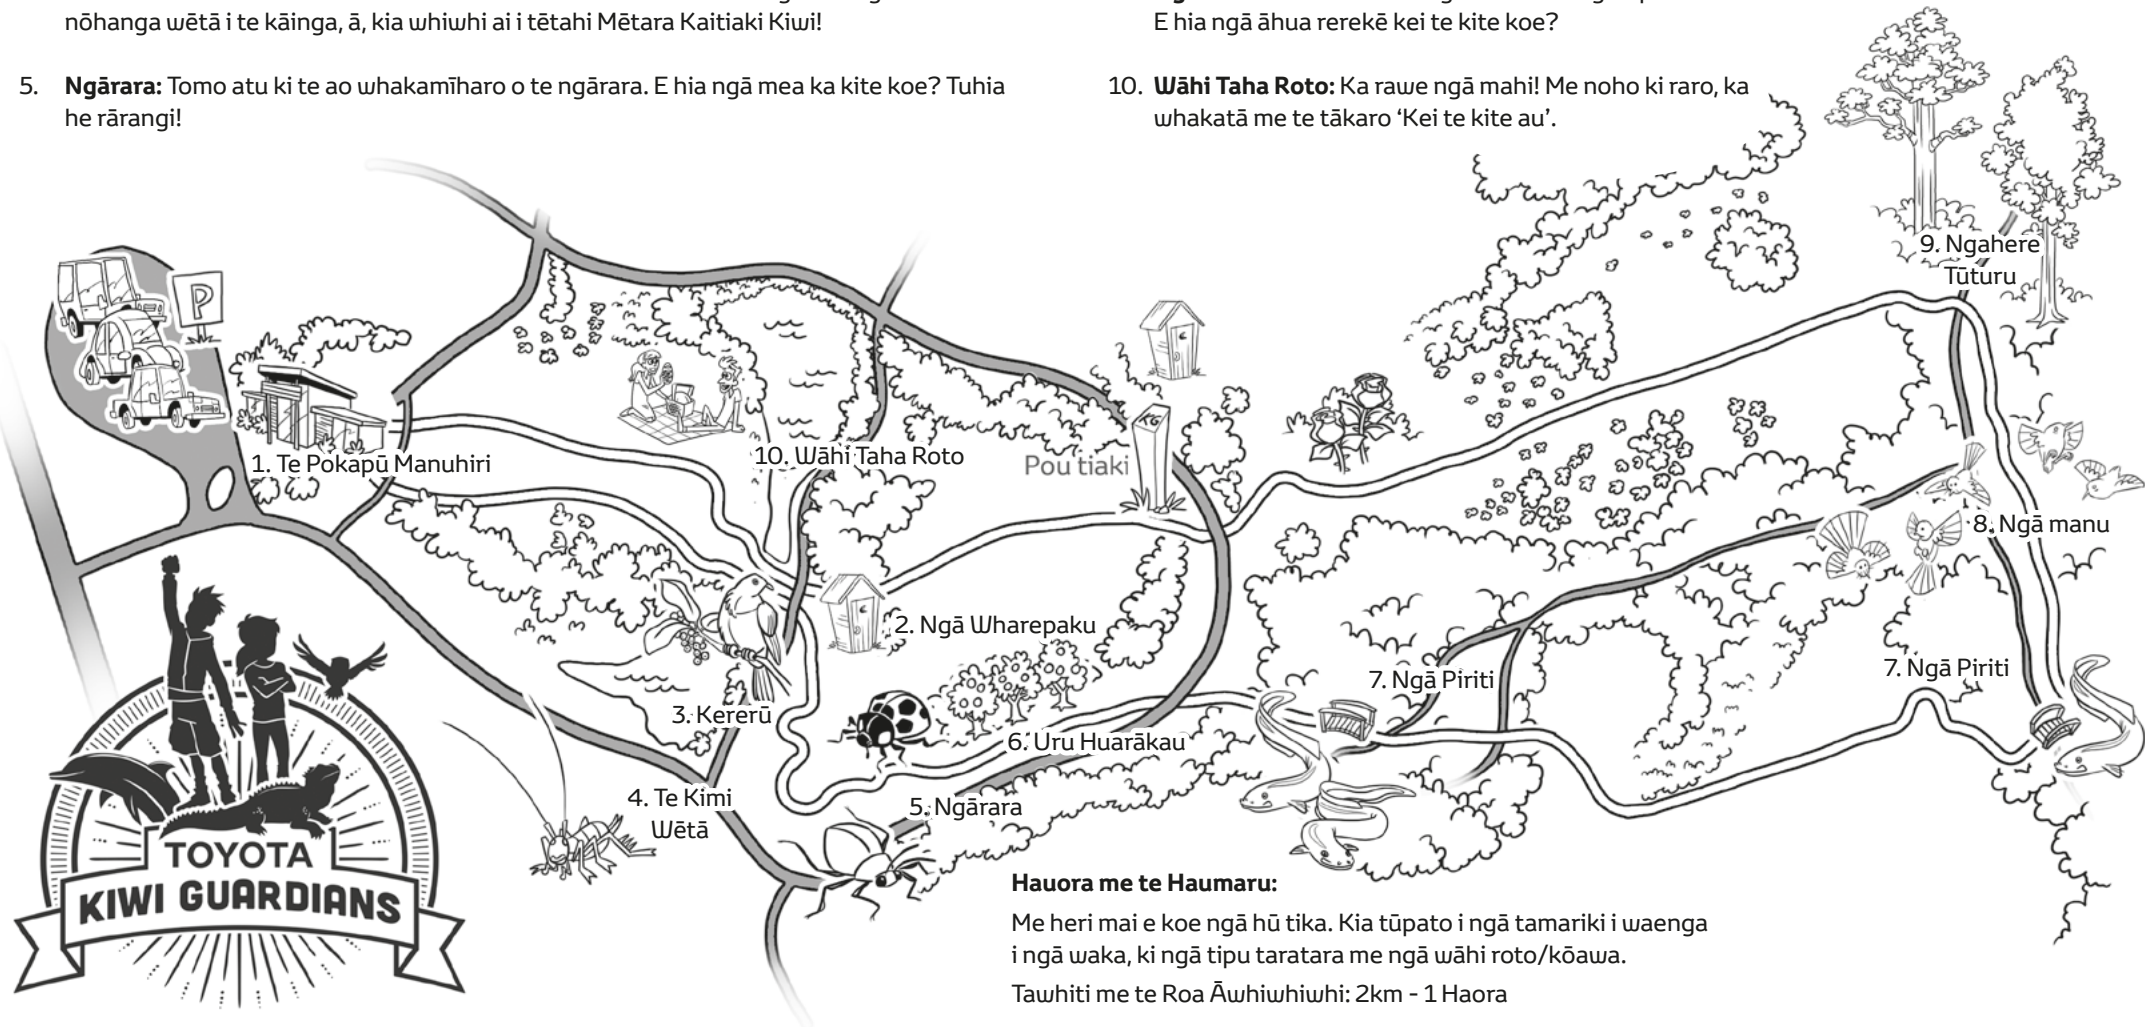 nōhanga wētā i te kāinga, ā, kia whiwhi ai i tētahi Mētara Kaitiaki Kiwi!
5. Ngārara: Tomo atu ki te ao whakamīharo o te ngārara. E hia ngā mea ka kite koe? Tuhia
he rārangi!
E hia ngā āhua rerekē kei te kite koe?
10. Wāhi Taha Roto: Ka rawe ngā mahi! Me noho ki raro, ka
whakatā me te tākaro ‘Kei te kite au’.
P
9. Ngahere
Tūturu
KG
1. Te Pokapū Manuhiri
10. Wāhi Taha Roto
Pou tiaki
8. Ngā manu
2. Ngā Wharepaku
7. Ngā Piriti
7. Ngā Piriti
3. Kererū
6. Uru Huarākau
4. Te Kimi
Wētā
5. Ngārara
TOYOTA
KIWI GUARDIANS
Hauora me te Haumaru:
Me heri mai e koe ngā hū tika. Kia tūpato i ngā tamariki i waenga
i ngā waka, ki ngā tipu taratara me ngā wāhi roto/kōawa.
Tawhiti me te Roa Āwhiwhiwhi: 2km - 1 Haora